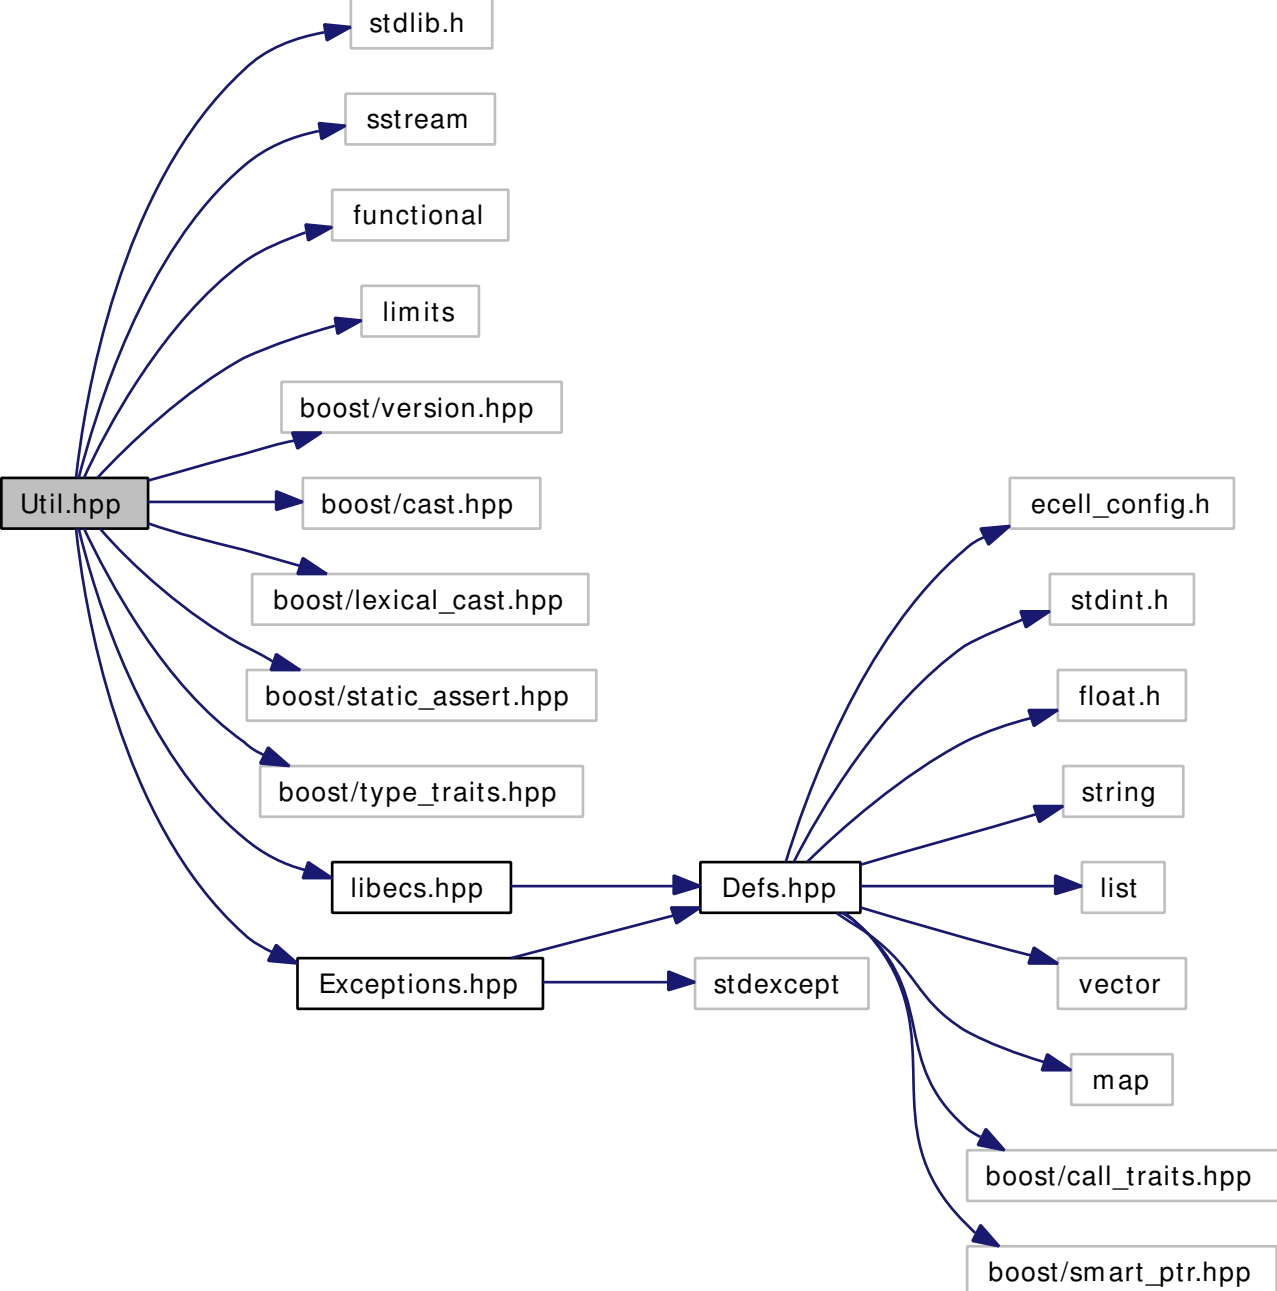 stdlib.h
sstream
functional
limits
boost/version.hpp
Util.hpp
boost/cast.hpp
ecell_config.h
boost/lexical_cast.hpp
stdint.h
boost/static_assert.hpp
float.h
boost/type_traits.hpp
string
libecs.hpp
Defs.hpp
list
Exceptions.hpp
stdexcept
vector
map
boost/call_traits.hpp
boost/smart_ptr.hpp